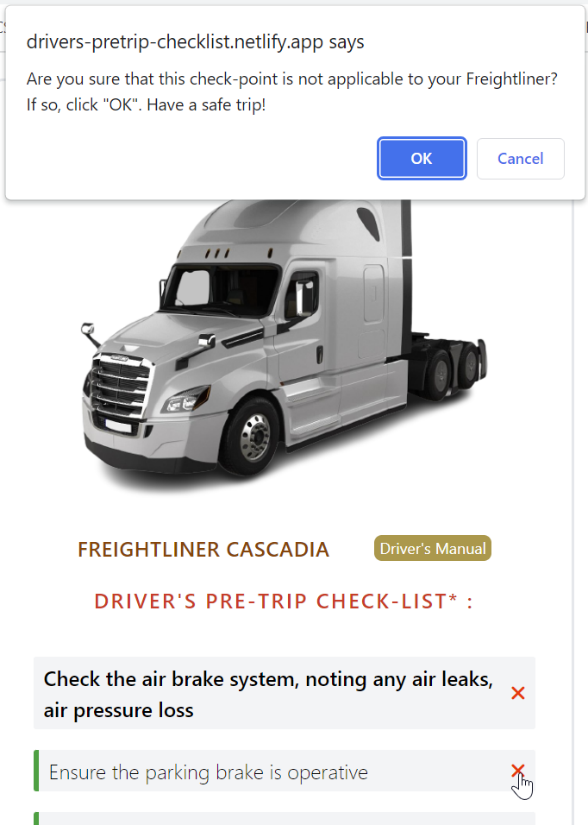 drivers-pretrip-checklist.netlify.app says
Are you sure that this check-point is not applicable to your Freightliner?
If so, click "OK". Have a safe trip!
OK
Cancel
FREIGHTLINER CASCADIA
Driver's Manual
DRIVER'S PRE-TRIP CHECK-LIST* :
Check the air brake system, noting any air leaks,
air pressure loss
Ensure the parking brake is operative